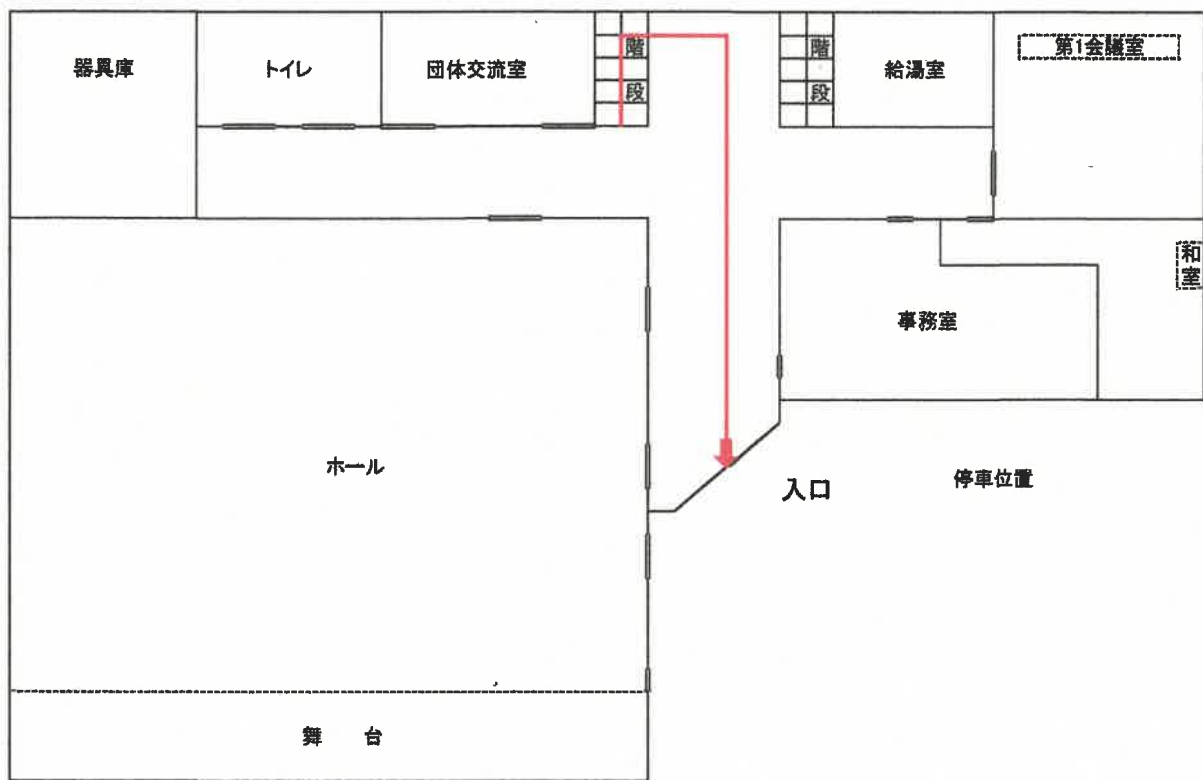 器具庫
トイレ
団体交流室
階
段
階
段
給湯室
第1会議室
和
室
事務室
ホール
入口
停車位置
舞 台